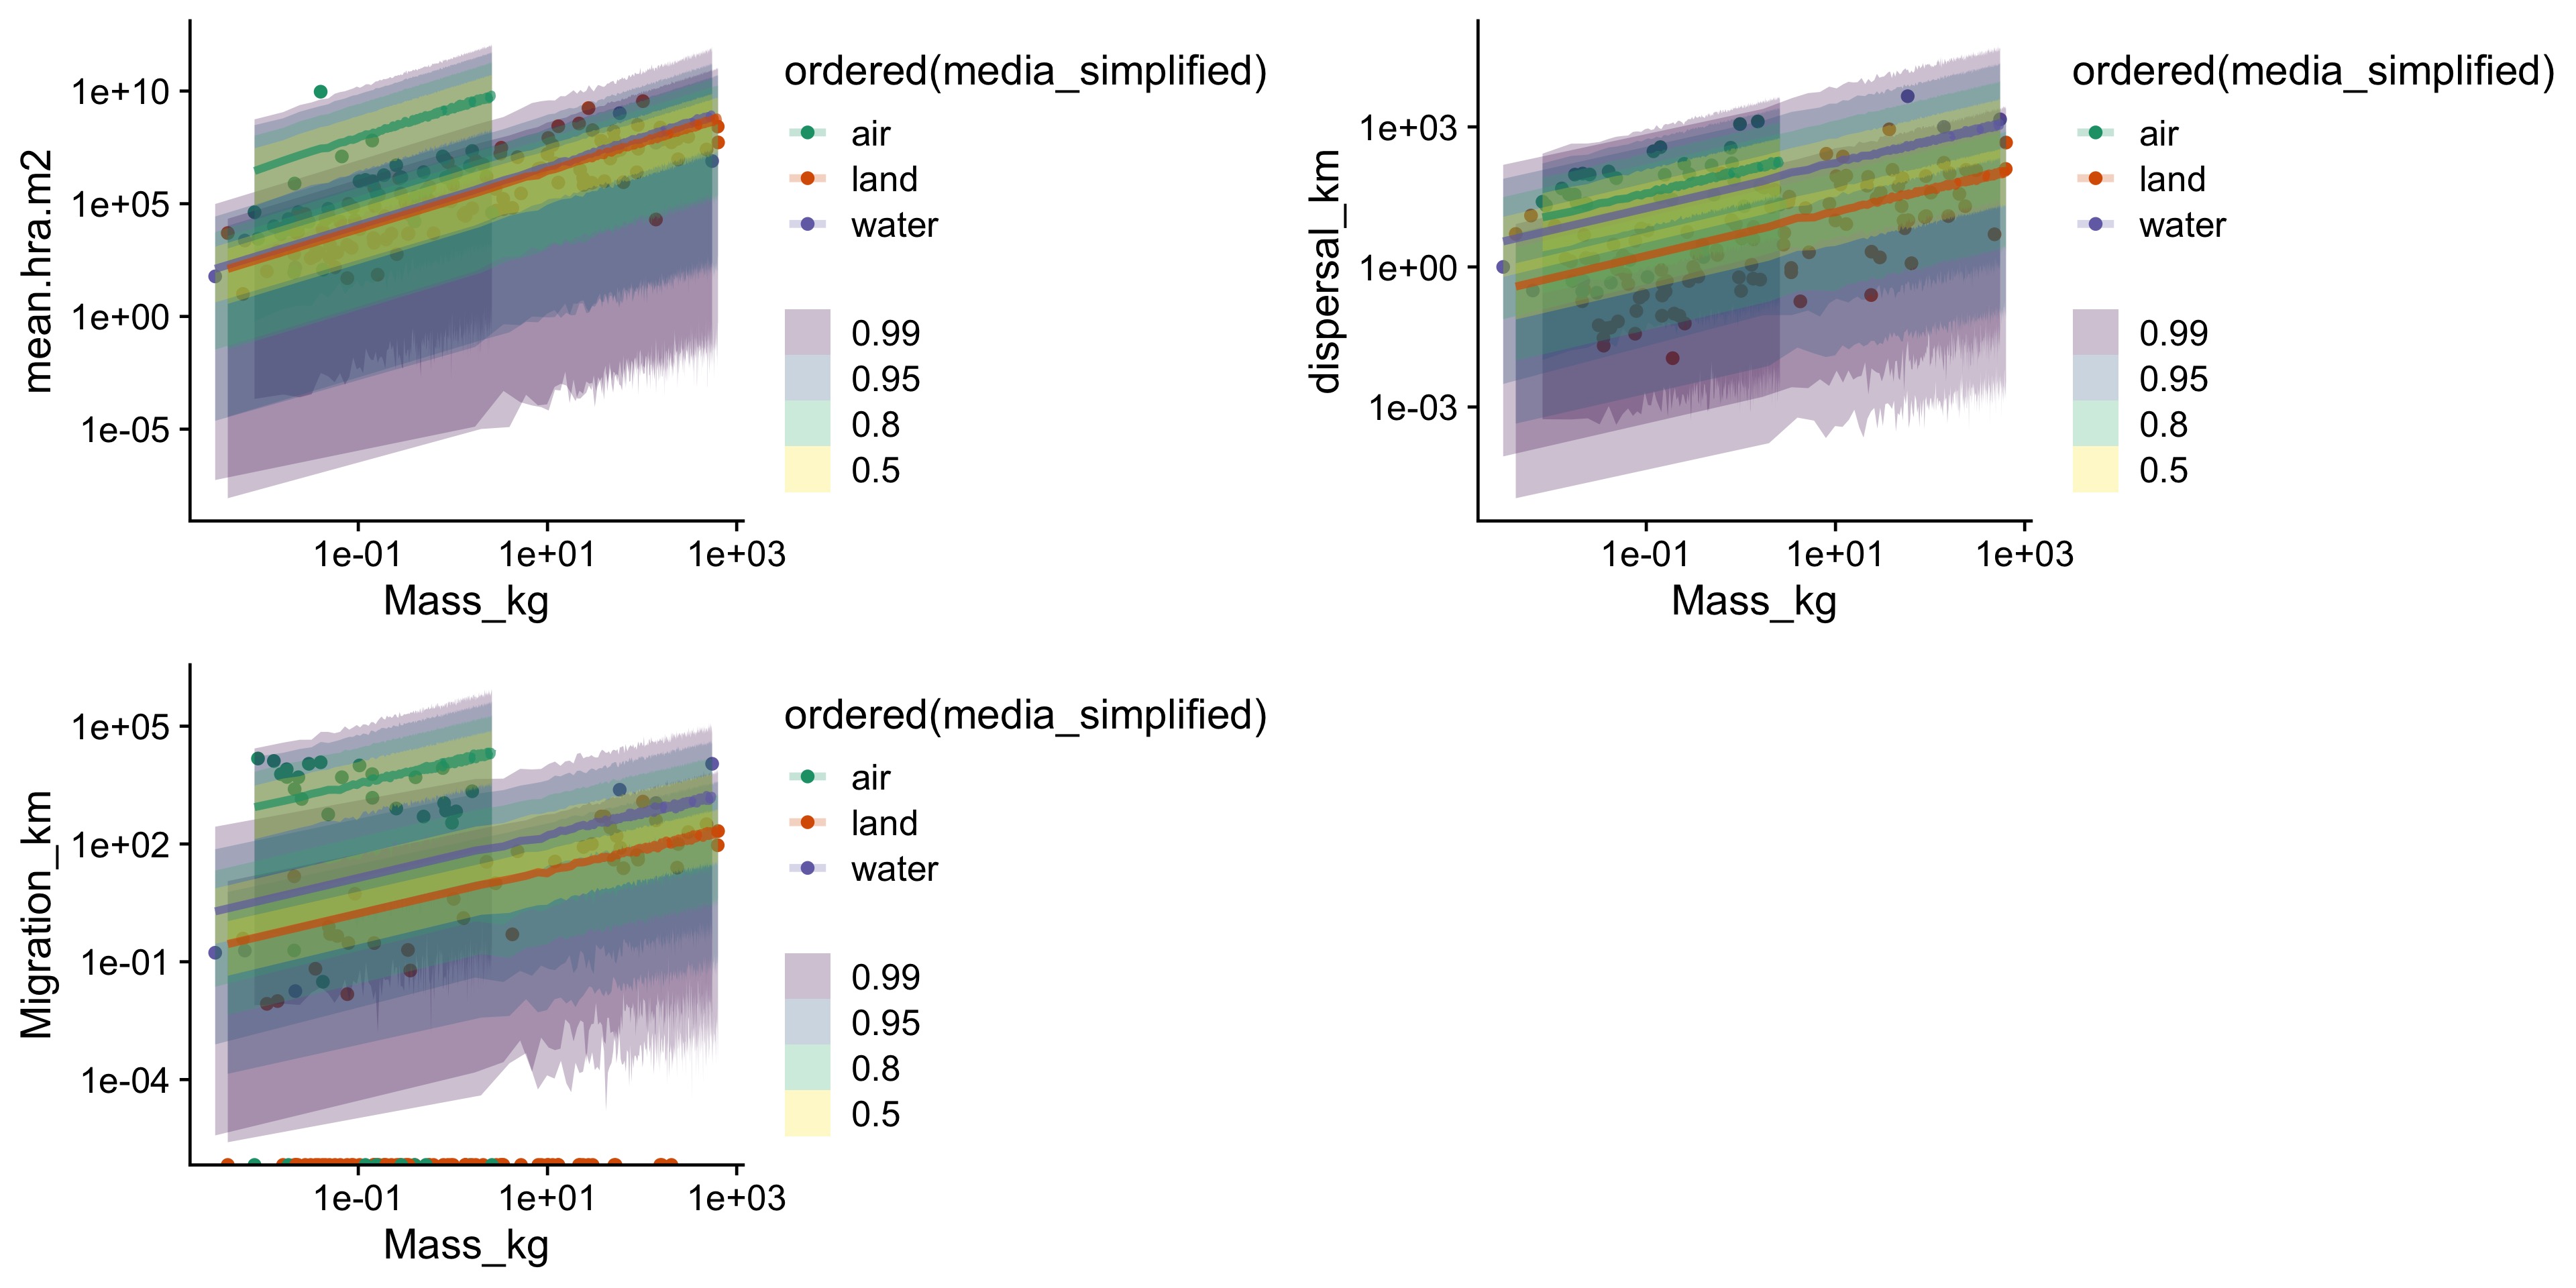 mean.hra.m2
1e+10
1e+05
1e+00
1e-05
1e-01 1e+01 1e+03
Mass_kg
ordered(media_simplified)
air
land
water
0.99
0.95
0.8
0.5
dispersal_km
1e+03
1e+00
1e-03
1e-01 1e+01 1e+03
Mass_kg
ordered(media_simplified)
air
land
water
0.99
0.95
0.8
0.5
Migration_km
1e+05
1e+02
1e-01
1e-04
1e-01 1e+01 1e+03
Mass_kg
ordered(media_simplified)
air
land
water
0.99
0.95
0.8
0.5